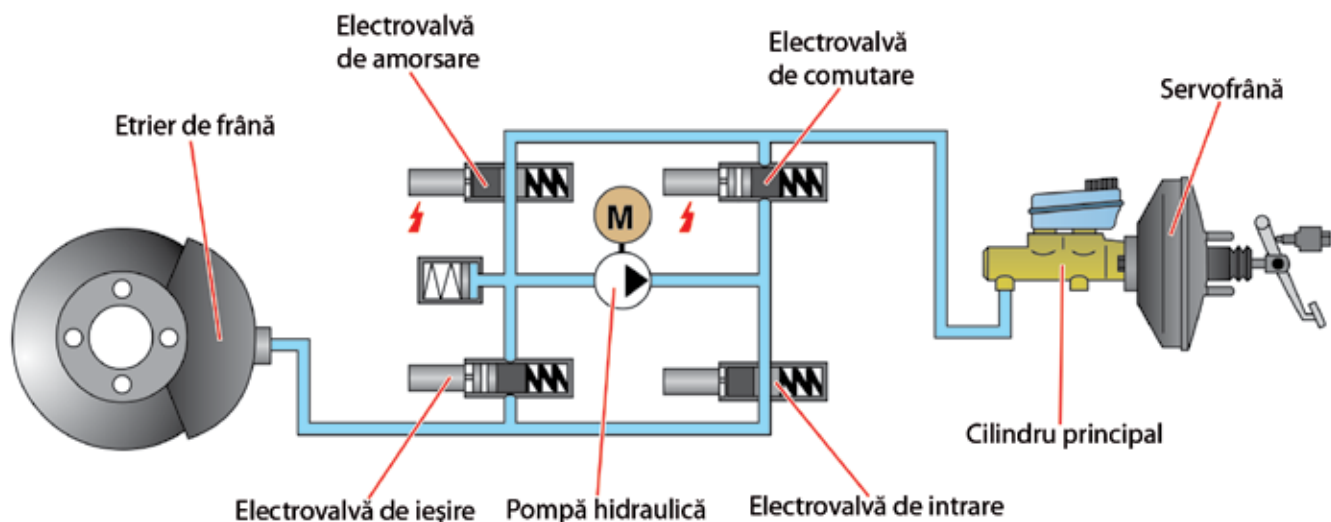 Electrovalvă
de amorsare
Electrovalvă
de comutare
Servofrână
Etrier de frână
M
Cilindru principal
Electrovalvă de ieșire
Pompă hidraulică
Electrovalvă de intrare